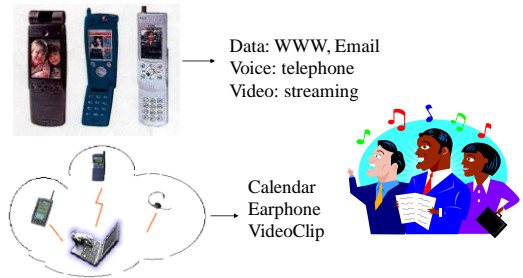 Data: WWW, Email
Voice: telephone
Video: streaming
Calendar
Earphone
VideoClip